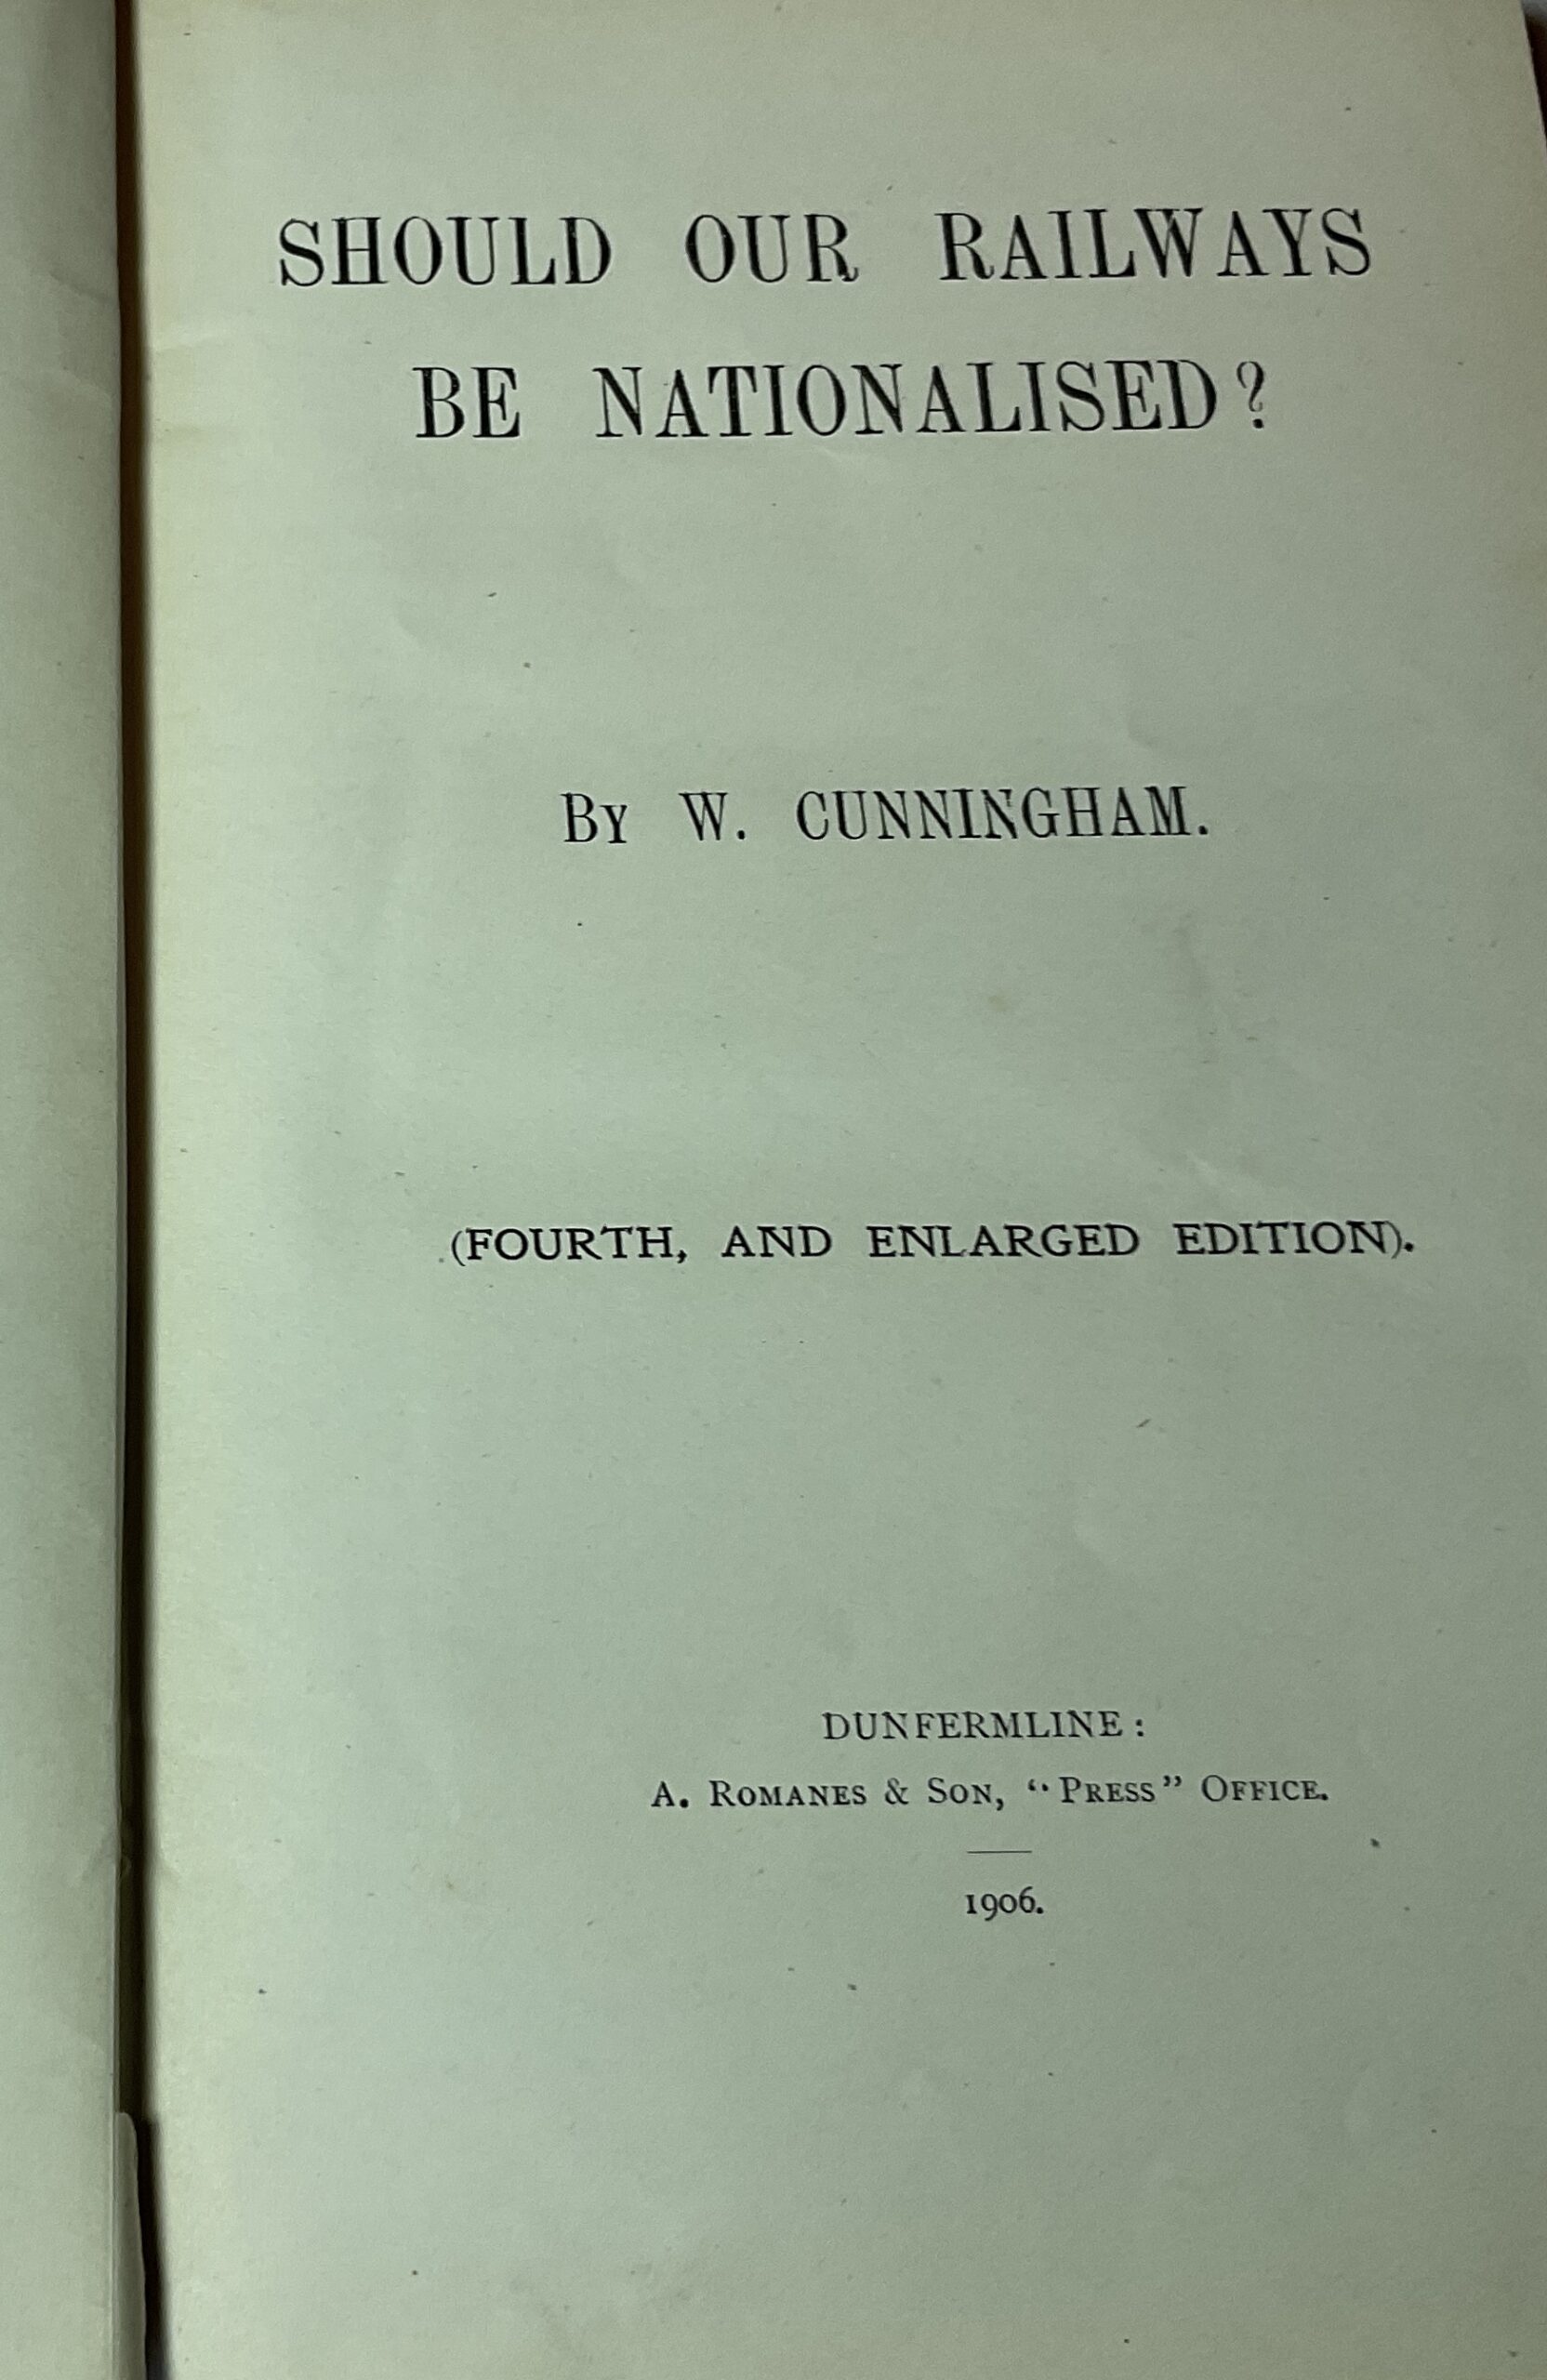 SHOULD OUR RAILWAYS
BE NATIONALISED?
BY W. CUNNINGHAM.
(FOURTH, AND ENLARGED EDITION).
DUNFERMLINE:
A. ROMANES & SON, "PRESS" OFFICE.
1906.